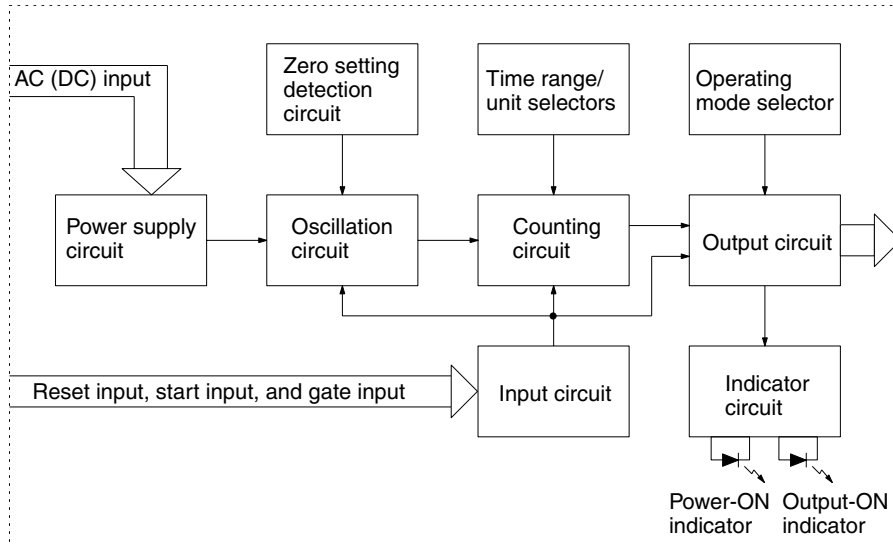 AC (DC) input
Zero setting
detection
circuit
Time range/
unit selectors
Operating
mode selector
Power supply
circuit
Oscillation
circuit
Counting
circuit
Output circuit
Reset input, start input, and gate input
Input circuit
Indicator
circuit
Power-ON
indicator
Output-ON
indicator